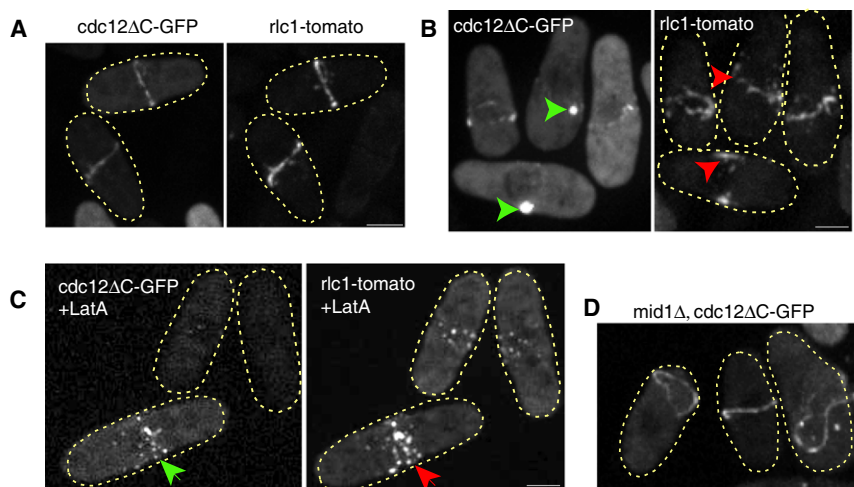 A
cdc12ΔC-GFP
rlc1-tomato
B
cdc12ΔC-GFP
rlc1-tomato
C
cdc12ΔC-GFP
+LatA
rlc1-tomato
+LatA
D
mid1Δ, cdc12ΔC-GFP